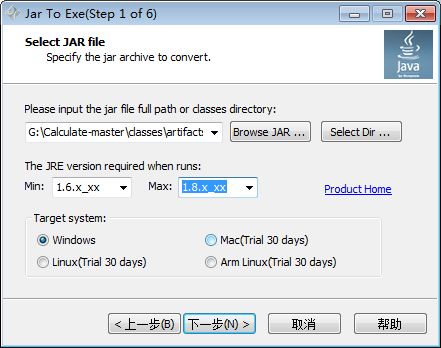 Jar To Exe(Step 1 of 6)
Select JAR file
Specify the jar archive to convert.
Java
Please input the jar file full path or classes directory:
G:\Calculate-master\classes\artifacts Browse JAR ... Select Dir ...
The JRE version required when runs:
Min: 1.6.x_xx Max: 1.8.x_xx Product Home
Target system:
Windows Mac(Trial 30 days)
Linux(Trial 30 days) Arm Linux(Trial 30 days)
< 上一步(B) 下一步(N) > 取消 帮助